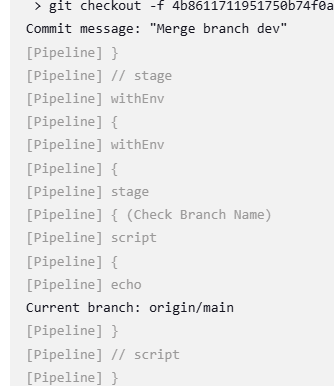 > git checkout -f 4b8611711951750b74f0a
Commit message: "Merge branch dev"
[Pipeline] }
[Pipeline] // stage
[Pipeline] withEnv
[Pipeline] {
[Pipeline] withEnv
[Pipeline] {
[Pipeline] stage
[Pipeline] { (Check Branch Name)
[Pipeline] script
[Pipeline] {
[Pipeline] echo
Current branch: origin/main
[Pipeline] }
[Pipeline] // script
[Pipeline] }